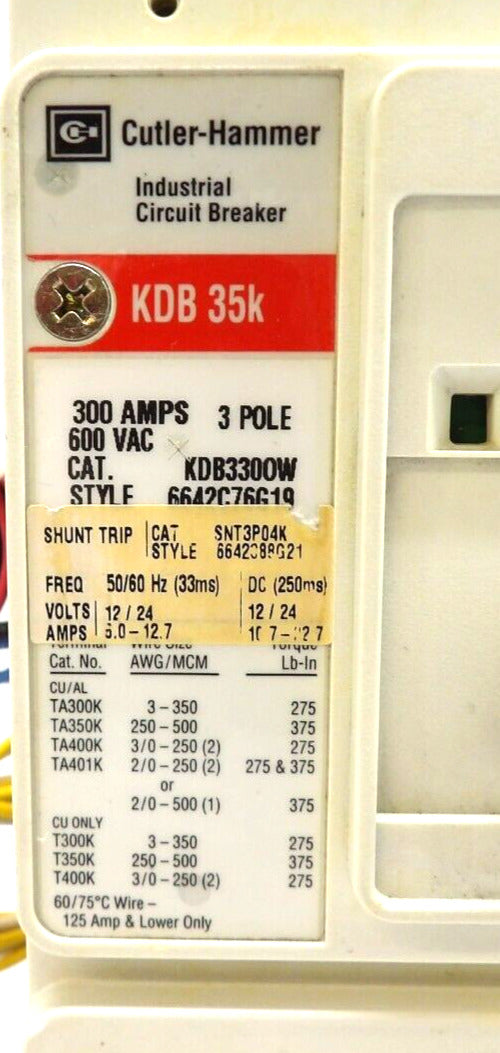 Cutler-Hammer
Industrial
Circuit Breaker
KDB 35k
300 AMPS 3 POLE
600 VAC
CAT. KDB3300W
STYLE 6642C76G19
SHUNT TRIP CAT SNT3P04K
STYLE
FREQ 50/60 Hz (33ms) DC (250ms)
VOLTS 12 / 24 12 / 24
AMPS
Terminal Wire Size Torque
Cat. No. AWG/MCM Lb-In
CU/AL
TA300K 3-350 275
TA350K 250-500 375
TA400K 3/0-250 (2) 275
TA401K 2/0-250 (2) 275 & 375
or
2/0-500 (1) 375
CU ONLY
T300K 3-350 275
T350K 250-500 375
T400K 3/0-250 (2) 275
60/75°C Wire –
125 Amp & Lower Only